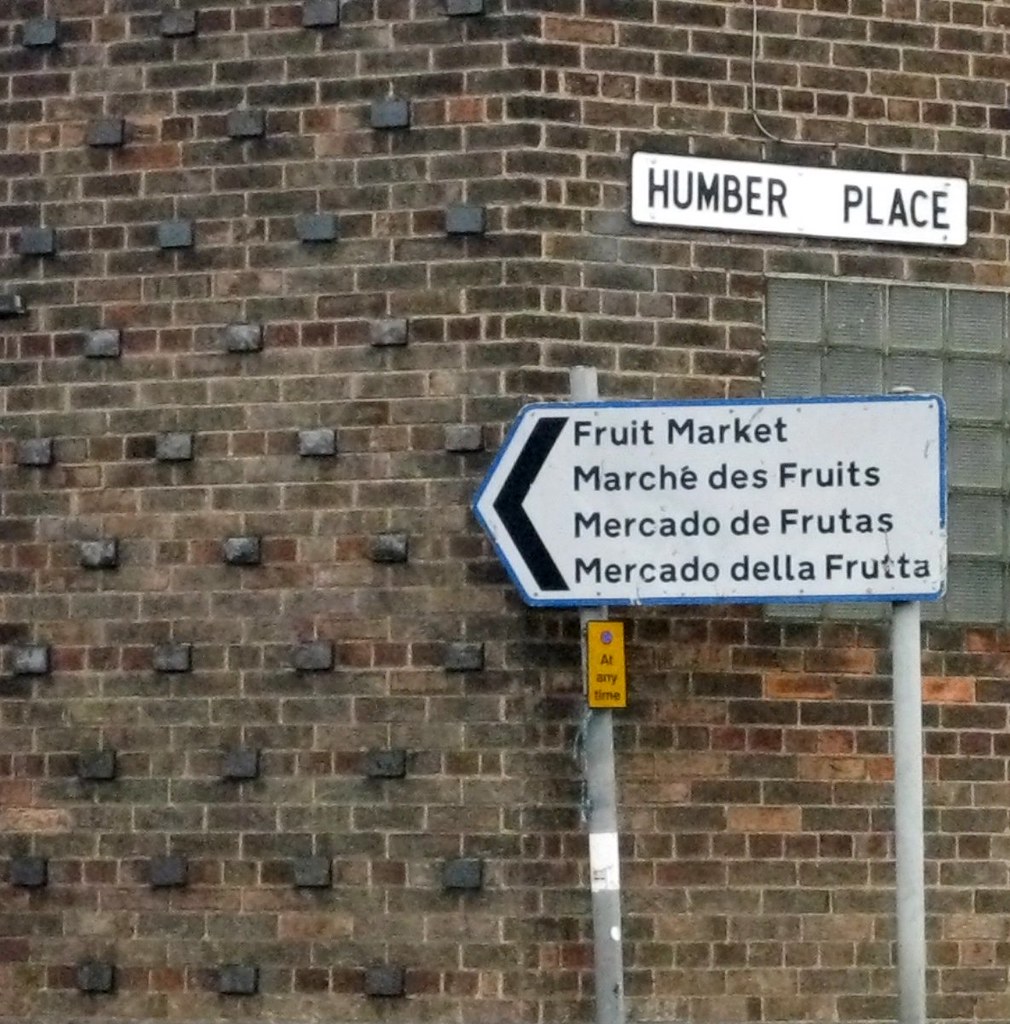 HUMBER PLACE
Fruit Market
Marché des Fruits
Mercado de Frutas
Mercado della Frutta
At
any
time